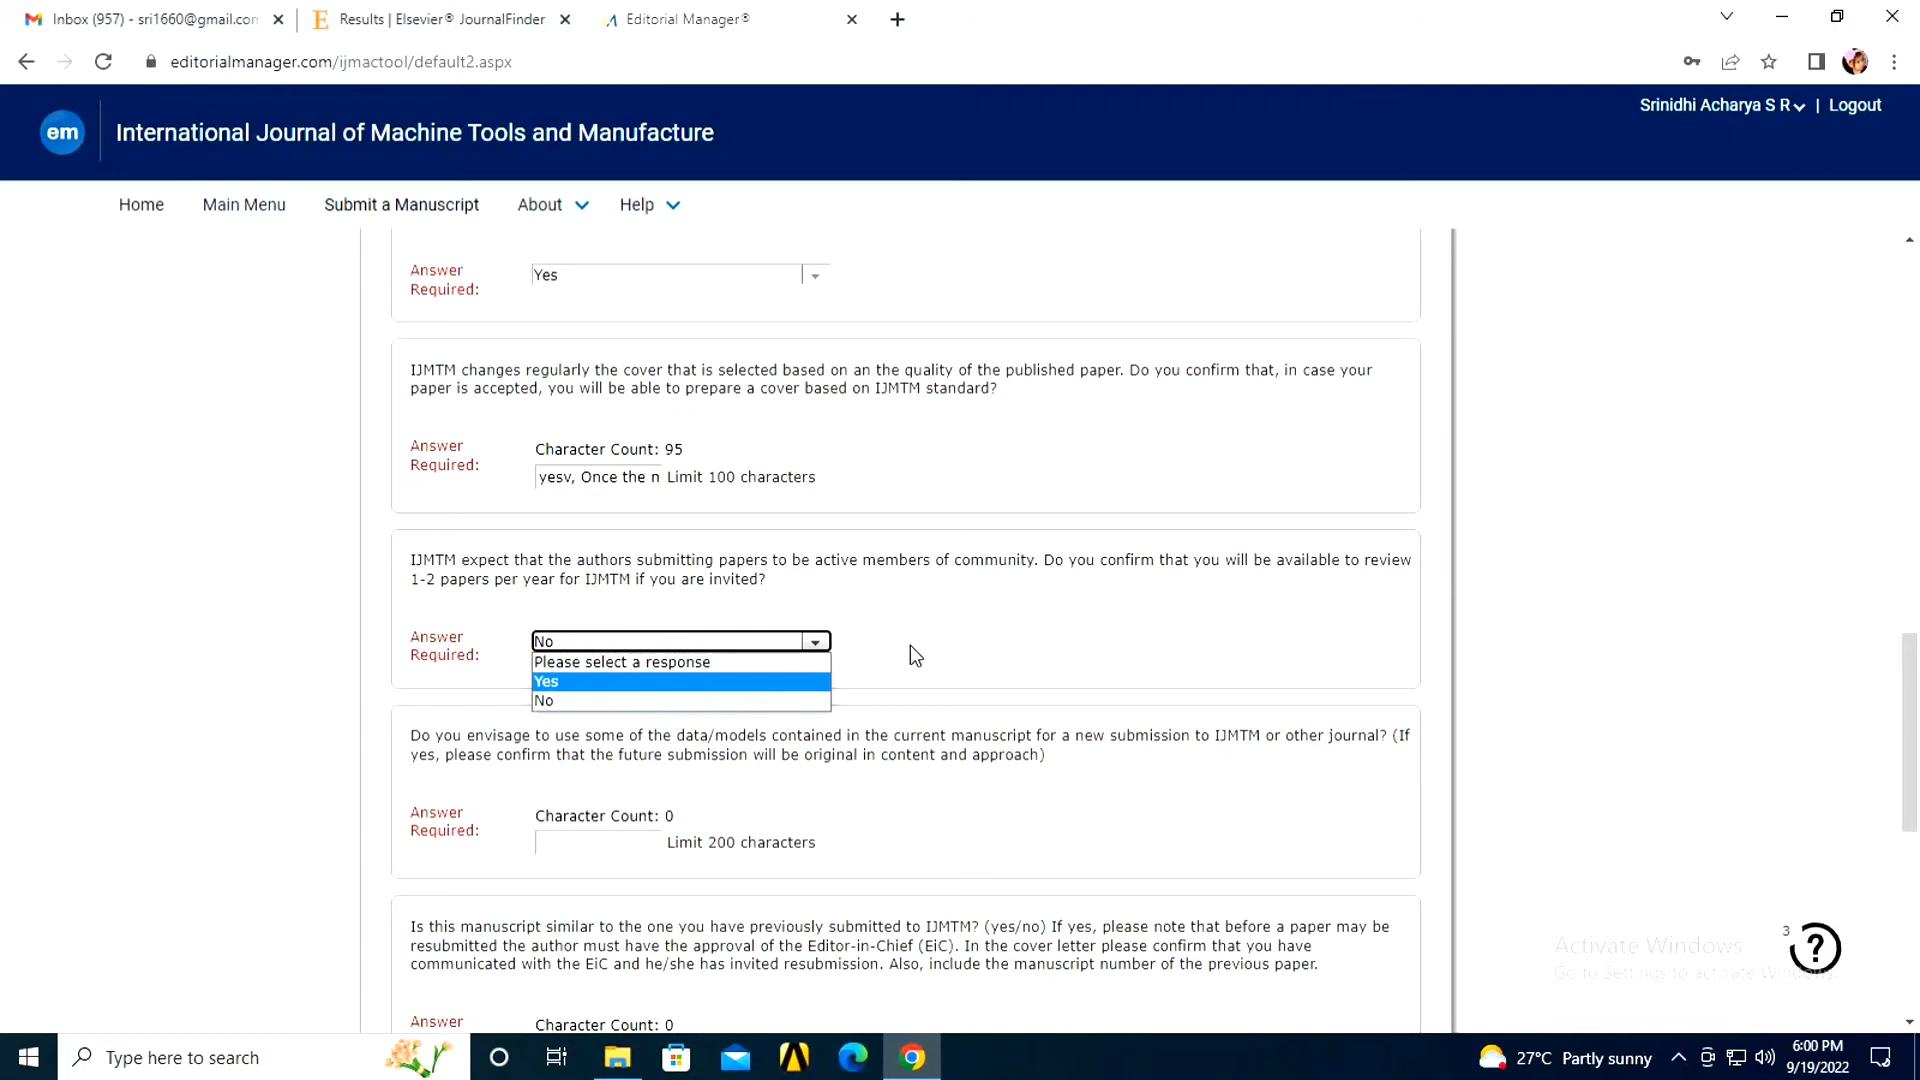 Inbox (957) - sri1660@gmail.con
Results | Elsevier® JournalFinder
Editorial Manager®
editorialmanager.com/ijmactool/default2.aspx
Srinidhi Acharya S R | Logout
em
International Journal of Machine Tools and Manufacture
Home Main Menu Submit a Manuscript About Help
Answer
Required:
Yes
IJMTM changes regularly the cover that is selected based on an the quality of the published paper. Do you confirm that, in case your
paper is accepted, you will be able to prepare a cover based on IJMTM standard?
Answer
Required:
Character Count: 95
yesv, Once the n Limit 100 characters
IJMTM expect that the authors submitting papers to be active members of community. Do you confirm that you will be available to review
1-2 papers per year for IJMTM if you are invited?
Answer
Required:
No
Please select a response
Yes
No
Do you envisage to use some of the data/models contained in the current manuscript for a new submission to IJMTM or other journal? (If
yes, please confirm that the future submission will be original in content and approach)
Answer
Required:
Character Count: 0
Limit 200 characters
Is this manuscript similar to the one you have previously submitted to IJMTM? (yes/no) If yes, please note that before a paper may be
resubmitted the author must have the approval of the Editor-in-Chief (EiC). In the cover letter please confirm that you have
communicated with the EiC and he/she has invited resubmission. Also, include the manuscript number of the previous paper.
Answer
Character Count: 0
3
?
Activate Windows
Go to Settings to activate Windows.
Type here to search
27°C Partly sunny
6:00 PM
9/19/2022